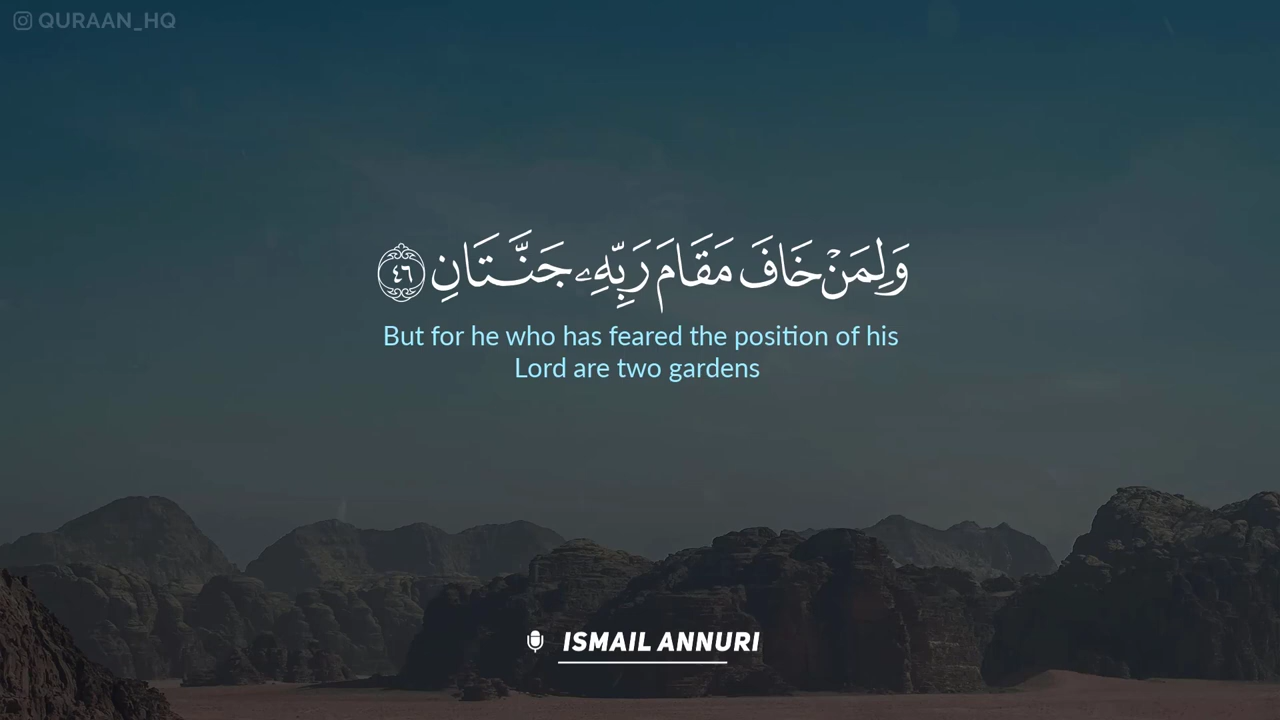 QURAAN_HQ
وَلِمَنْ خَافَ مَقَامَ رَبِّهِۦ جَنَّتَانِ ٤٦
But for he who has feared the position of his
Lord are two gardens
ISMAIL ANNURI